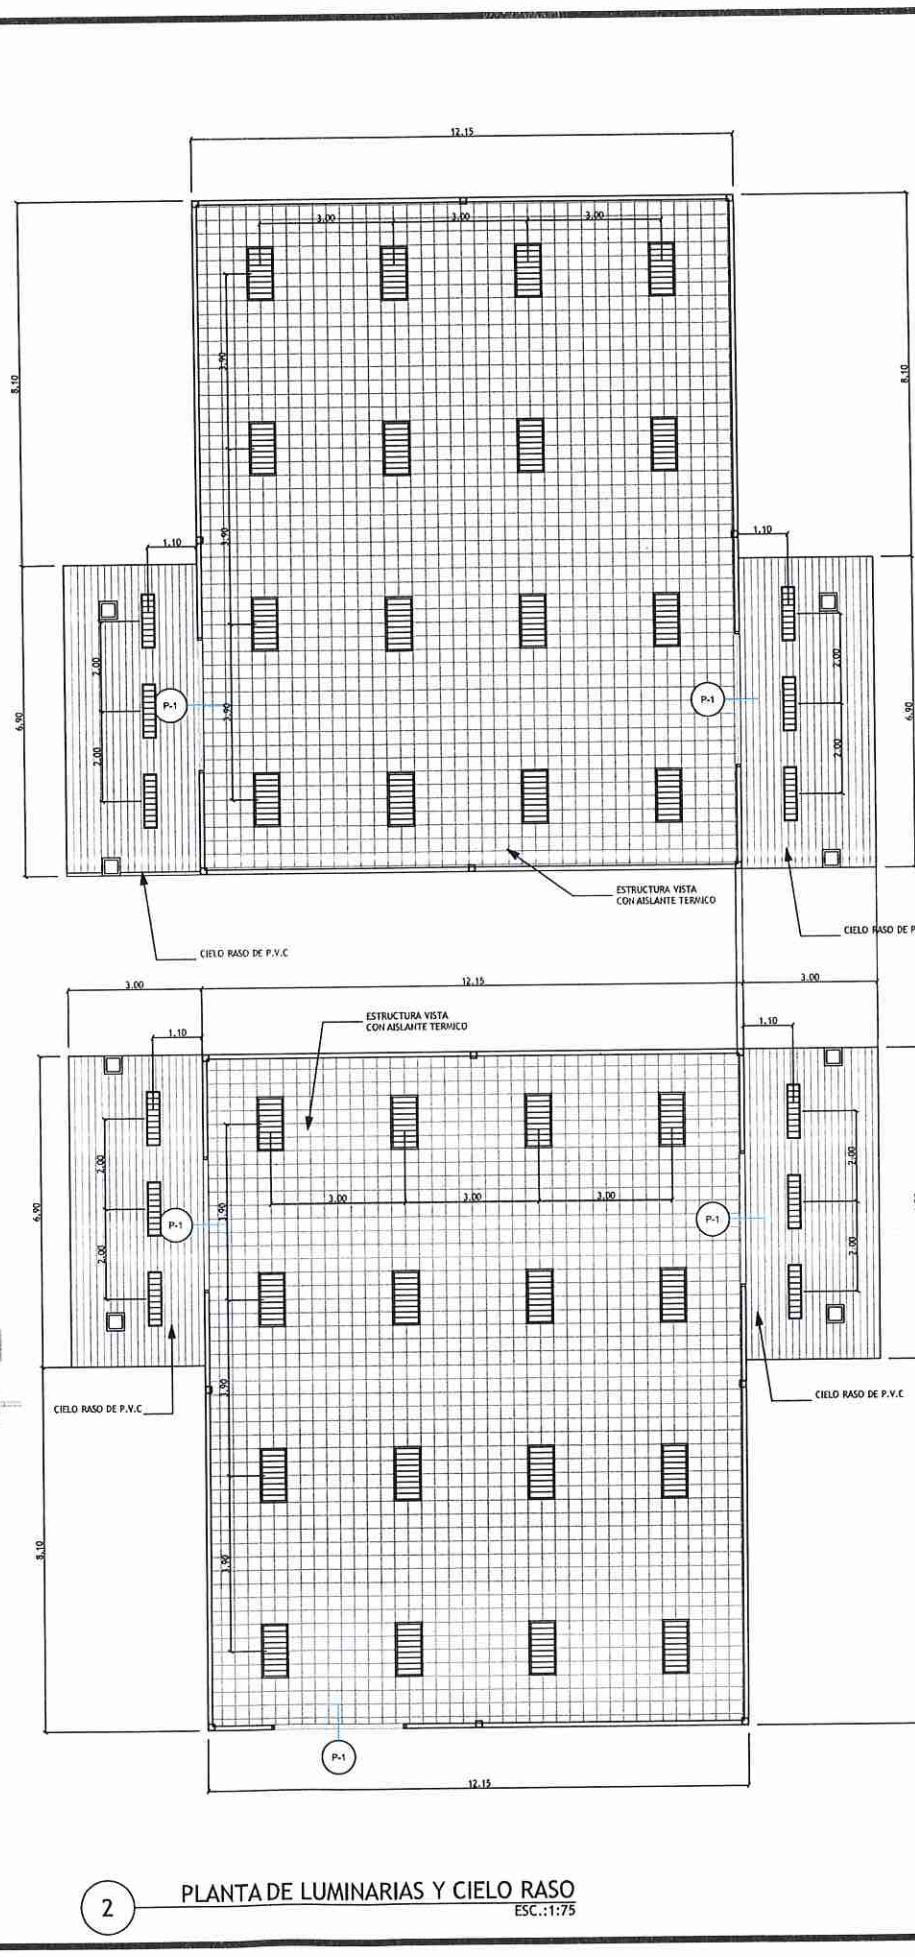 12.15
3.00
3.00
3.00
8.10
8.10
3.90
3.90
1.10
1.10
2.00
2.00
6.90
P-1
3.90
P-1
2.00
2.00
6.90
ESTRUCTURA VISTA
CON AISLANTE TERMICO
CIELO RASO DE P.V.C
CIELO RASO DE P
3.00
12.15
3.00
ESTRUCTURA VISTA
CON AISLANTE TERMICO
1.10
1.10
2.00
2.00
6.90
P-1
3.90
3.00
3.00
3.00
P-1
2.00
2.00
3.90
CIELO RASO DE P.V.C
CIELO RASO DE P.V.C
8.10
3.90
P-1
12.15
2
PLANTA DE LUMINARIAS Y CIELO RASO
ESC.:1:75